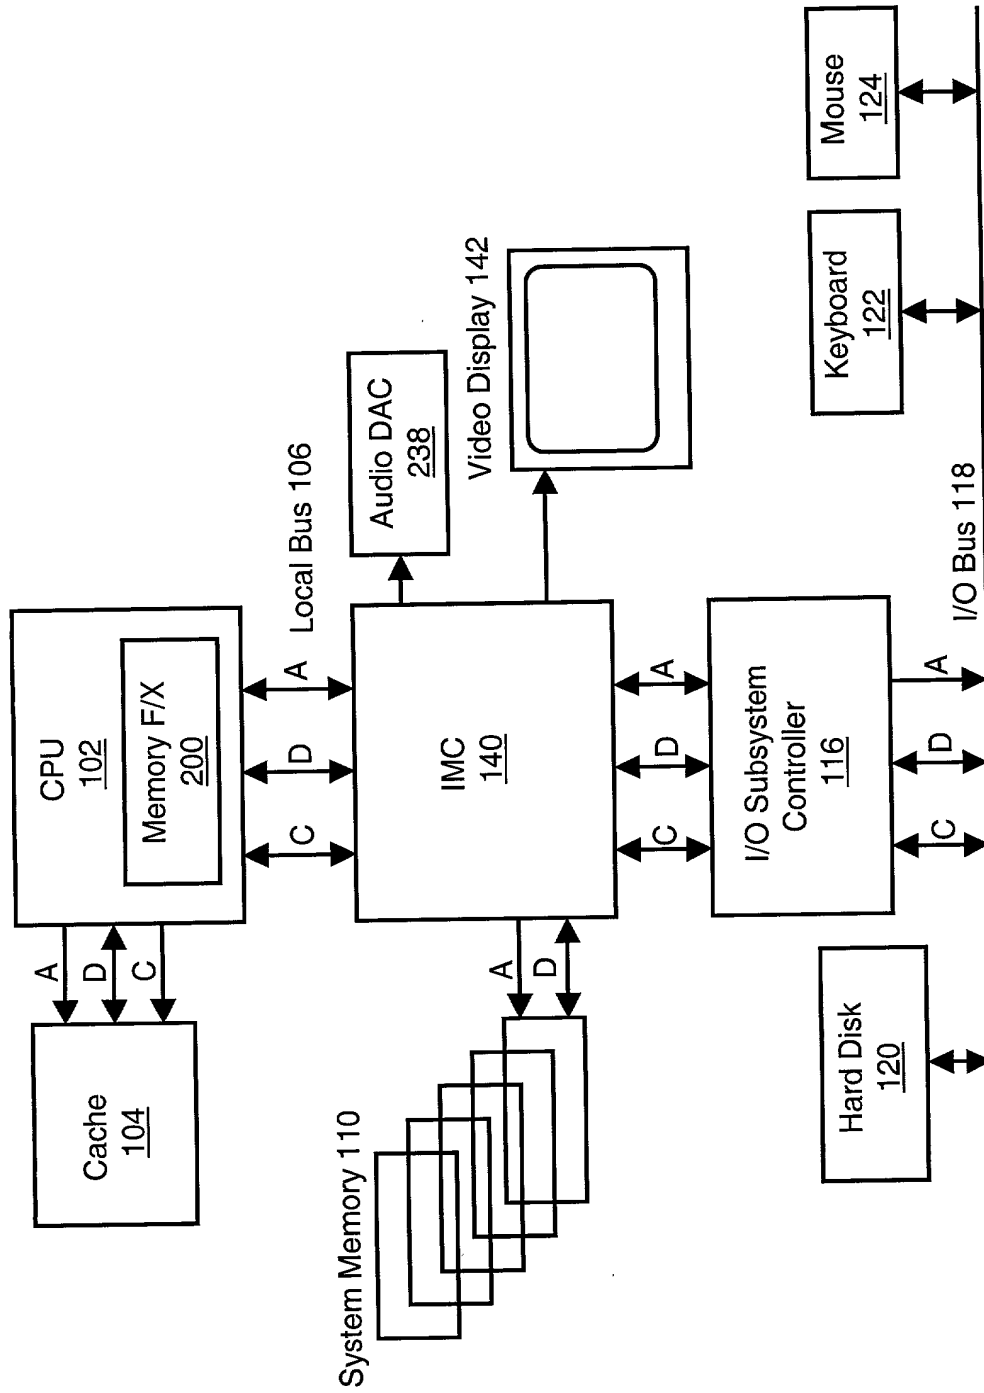 Cache
104
A
D
C
CPU
102
Memory F/X
200
C
D
A
Local Bus 106
System Memory 110
A
D
IMC
140
Audio DAC
238
Video Display 142
C
D
A
Hard Disk
120
I/O Subsystem
Controller
116
C
D
A
I/O Bus 118
Keyboard
122
Mouse
124